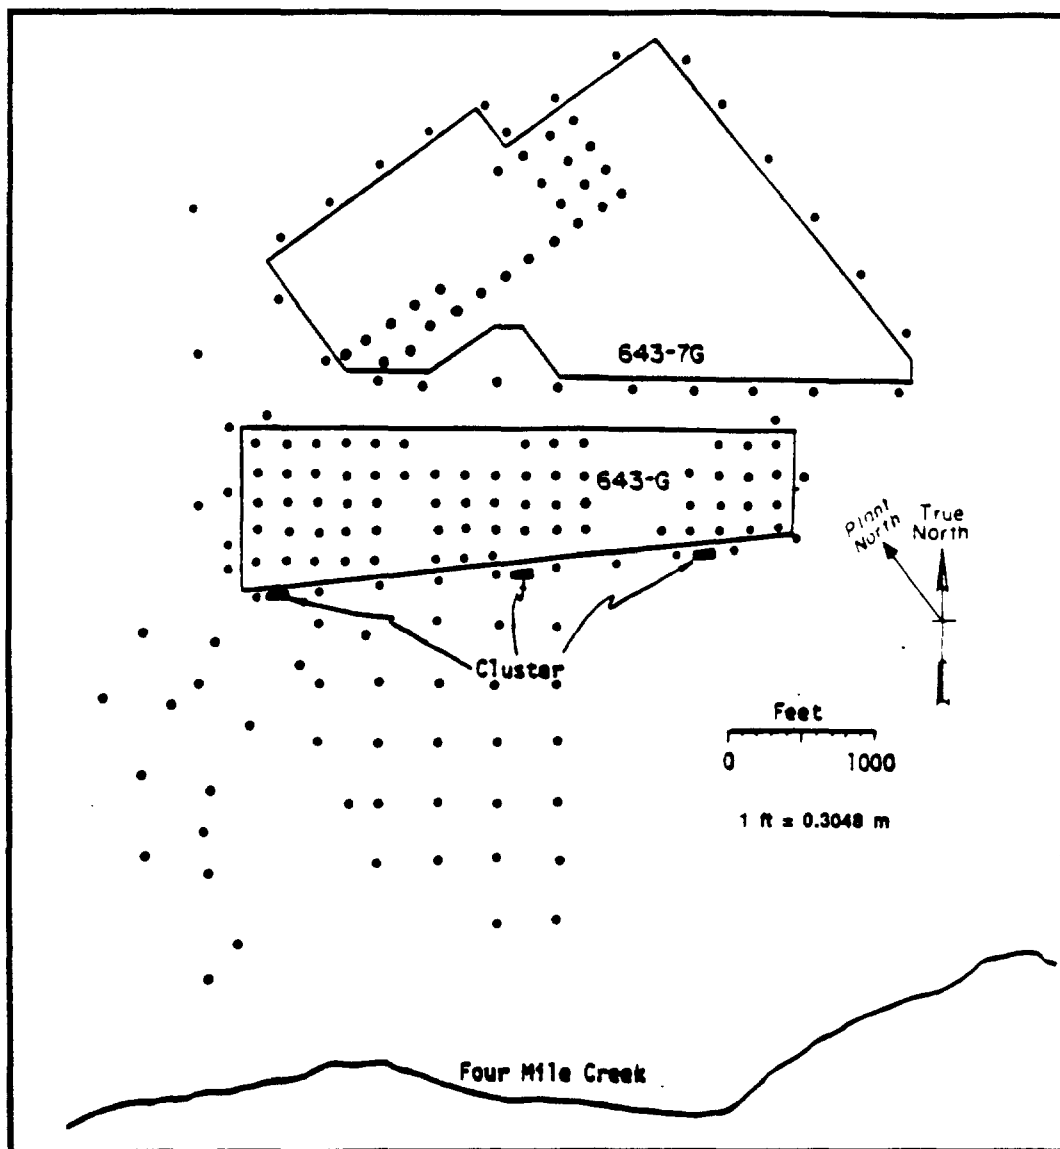 643-7G
643-G
Plant
North
True
North
Cluster
Feet
0 1000
1 ft = 0.3048 m
Four Mile Creek